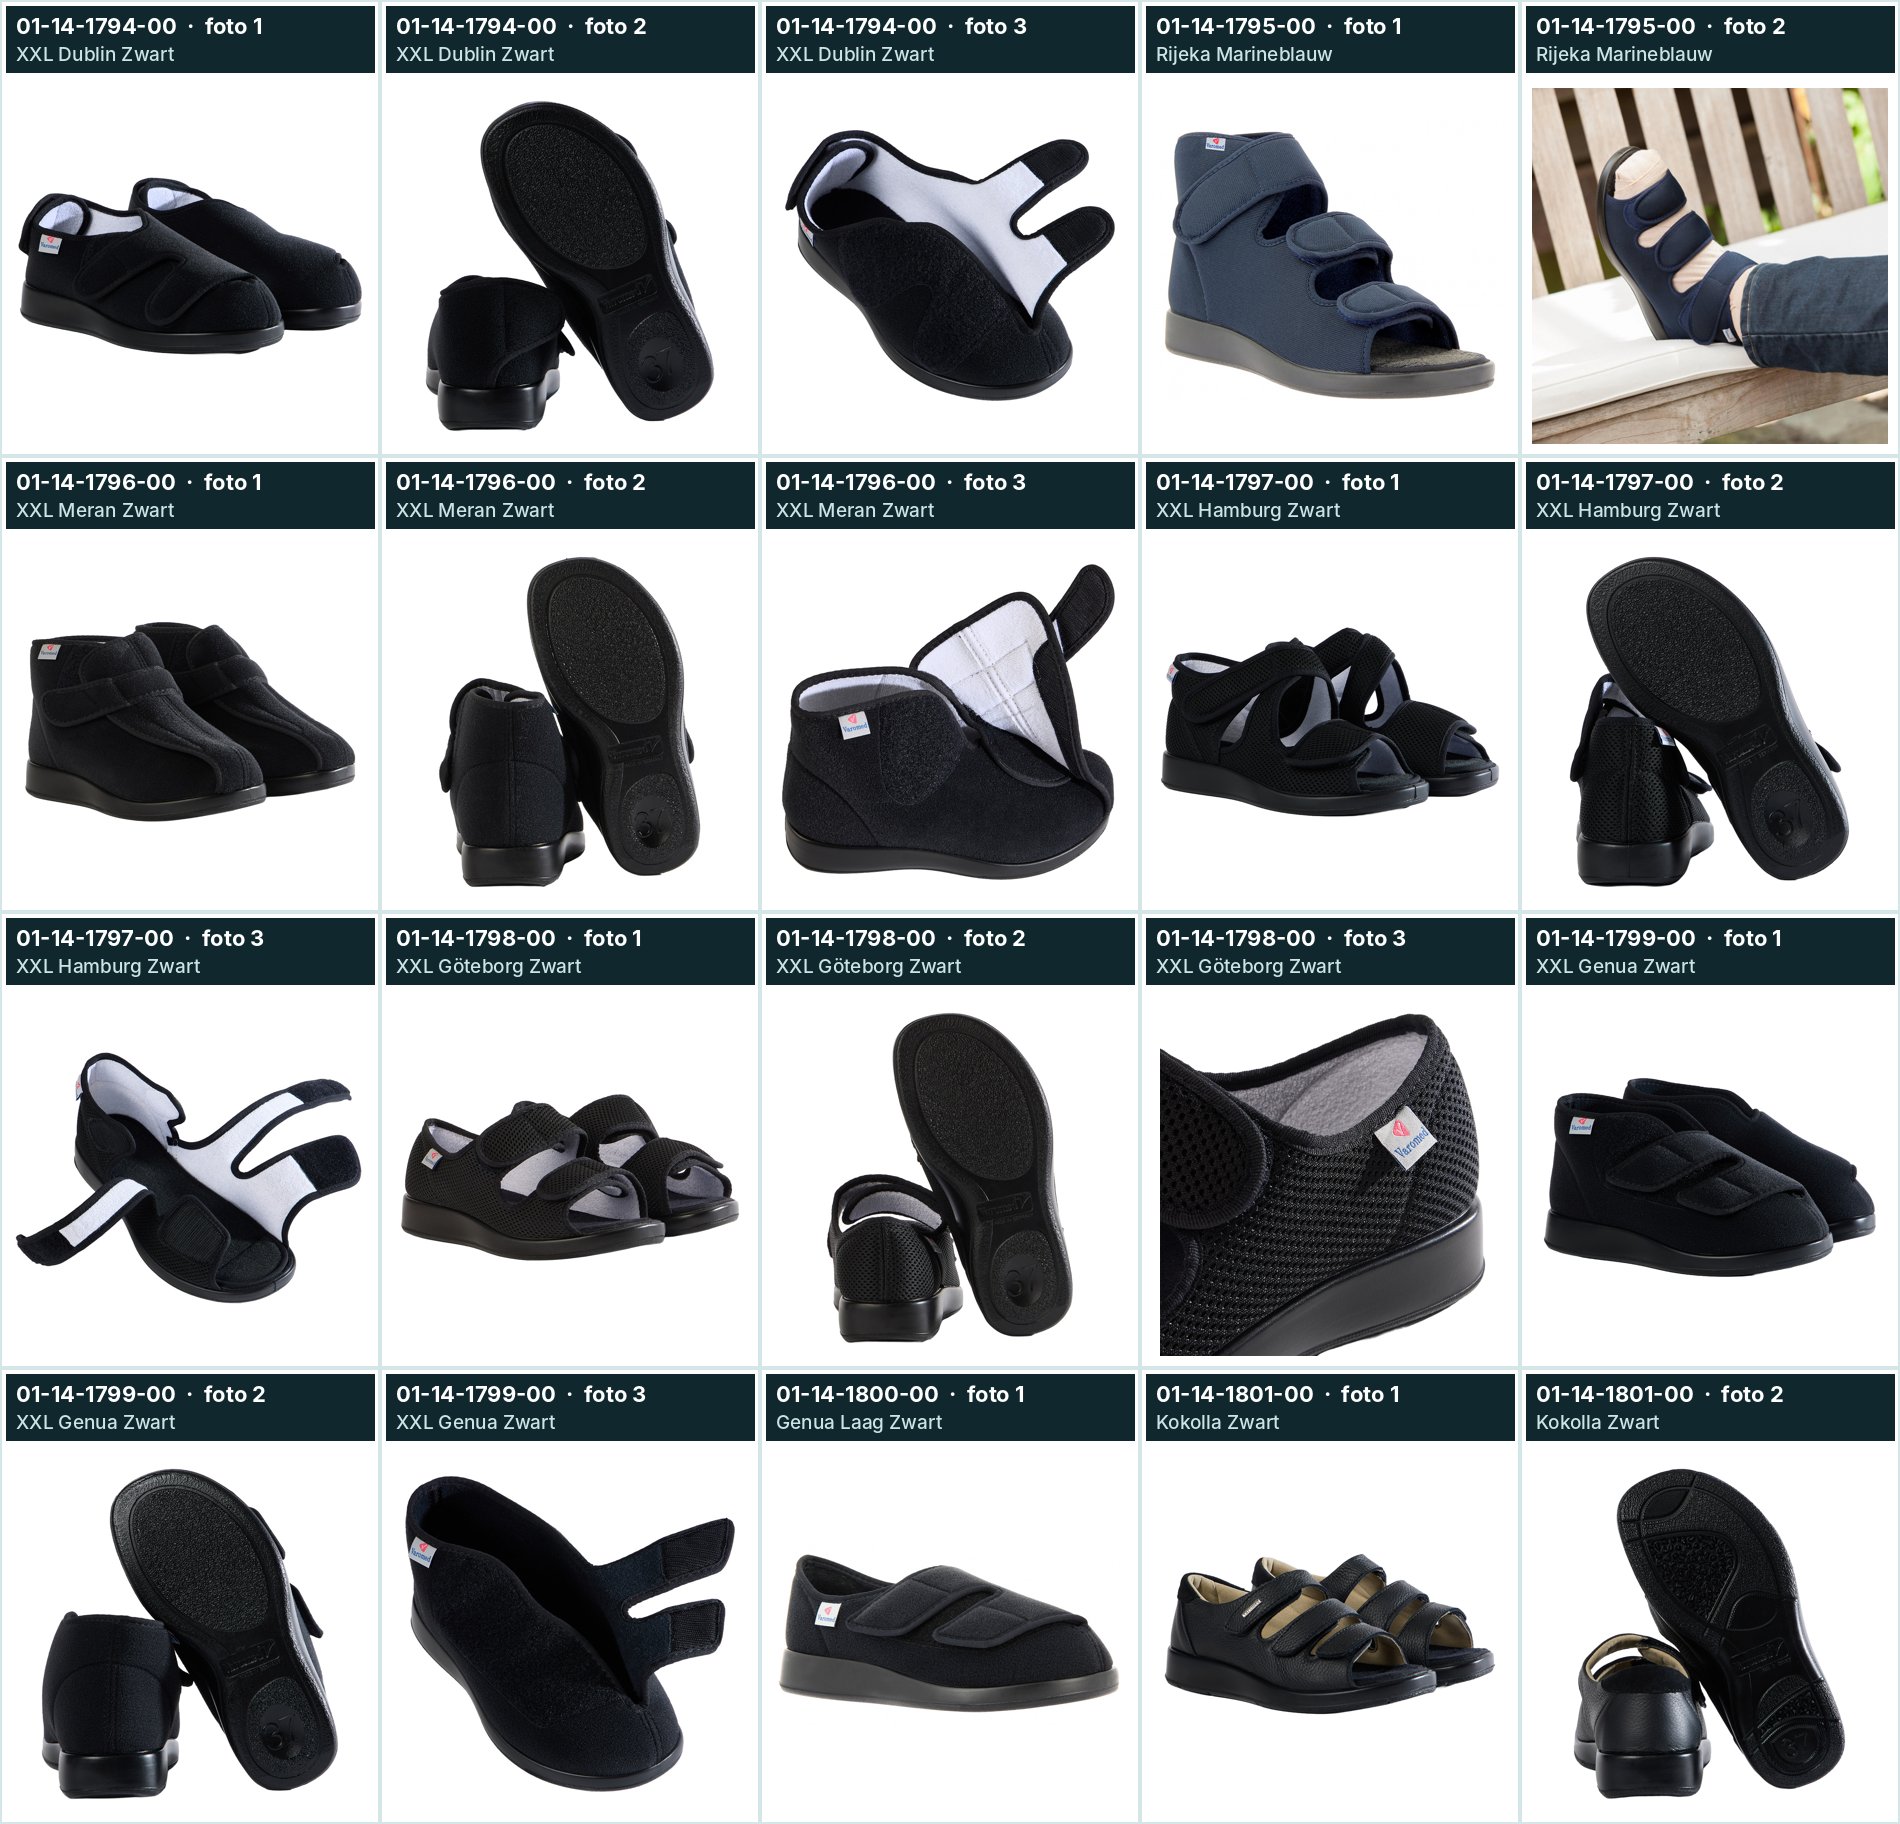 01-14-1794-00 · foto 1
XXL Dublin Zwart
01-14-1794-00 · foto 2
XXL Dublin Zwart
01-14-1794-00 · foto 3
XXL Dublin Zwart
01-14-1795-00 · foto 1
Rijeka Marineblauw
01-14-1795-00 · foto 2
Rijeka Marineblauw
Varomed
01-14-1796-00 · foto 1
XXL Meran Zwart
01-14-1796-00 · foto 2
XXL Meran Zwart
01-14-1796-00 · foto 3
XXL Meran Zwart
01-14-1797-00 · foto 1
XXL Hamburg Zwart
01-14-1797-00 · foto 2
XXL Hamburg Zwart
Varomed
37
01-14-1797-00 · foto 3
XXL Hamburg Zwart
01-14-1798-00 · foto 1
XXL Göteborg Zwart
01-14-1798-00 · foto 2
XXL Göteborg Zwart
01-14-1798-00 · foto 3
XXL Göteborg Zwart
01-14-1799-00 · foto 1
XXL Genua Zwart
Varomed
Varomed
01-14-1799-00 · foto 2
XXL Genua Zwart
01-14-1799-00 · foto 3
XXL Genua Zwart
01-14-1800-00 · foto 1
Genua Laag Zwart
01-14-1801-00 · foto 1
Kokolla Zwart
01-14-1801-00 · foto 2
Kokolla Zwart
Varomed
Varomed
37
37